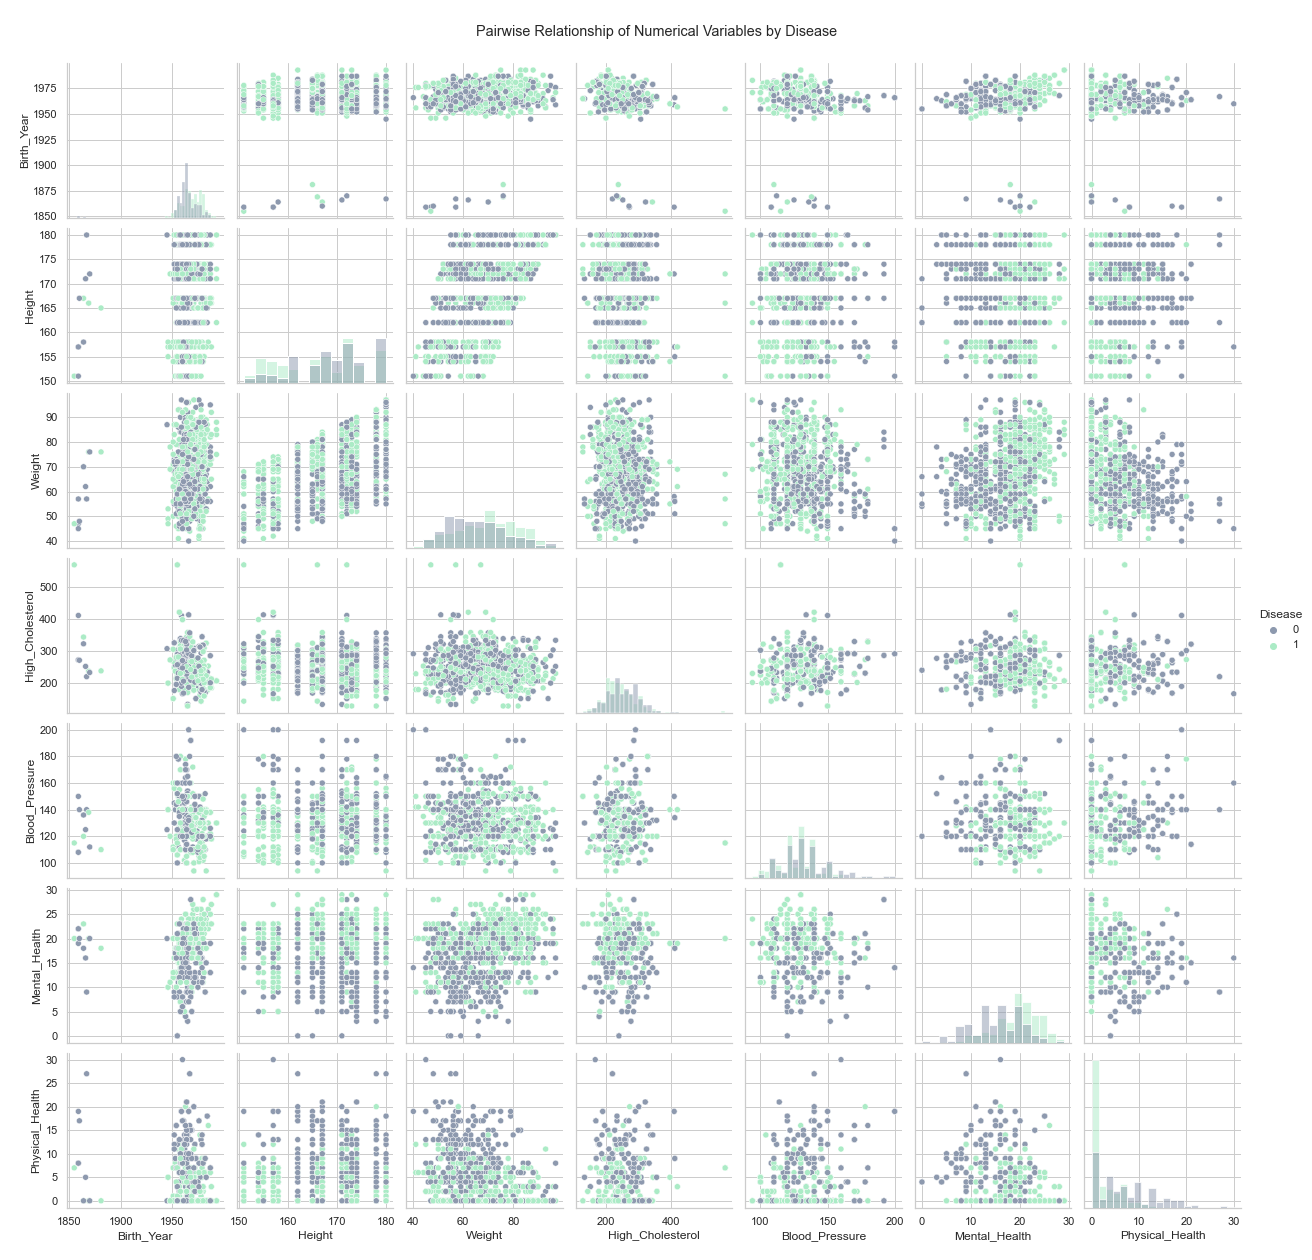 Pairwise Relationship of Numerical Variables by Disease
Birth_Year
1975
1950
1925
1900
1875
1850
Height
180
175
170
165
160
155
150
Weight
90
80
70
60
50
40
High_Cholesterol
500
400
300
200
Disease
0
1
Blood_Pressure
200
180
160
140
120
100
Mental_Health
30
25
20
15
10
5
0
Physical_Health
30
25
20
15
10
5
0
1850 1900 1950
150 160 170 180
40 60 80
200 400
100 150 200
0 10 20 30
0 10 20 30
Birth_Year
Height
Weight
High_Cholesterol
Blood_Pressure
Mental_Health
Physical_Health